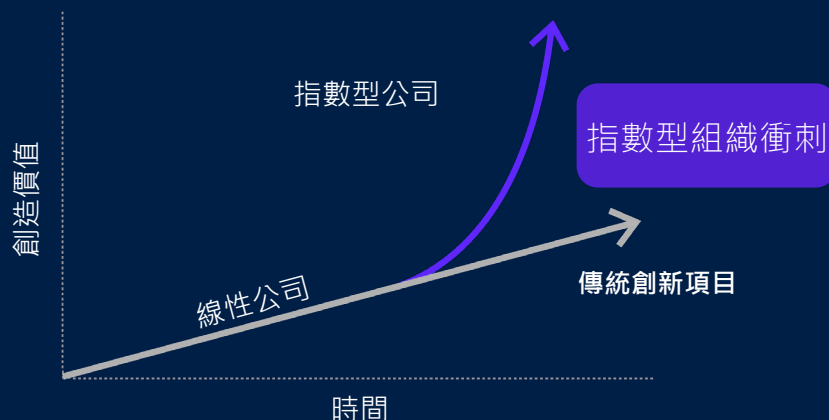 指數型公司
指數型組織衝刺
創造價值
線性公司
傳統創新項目
時間